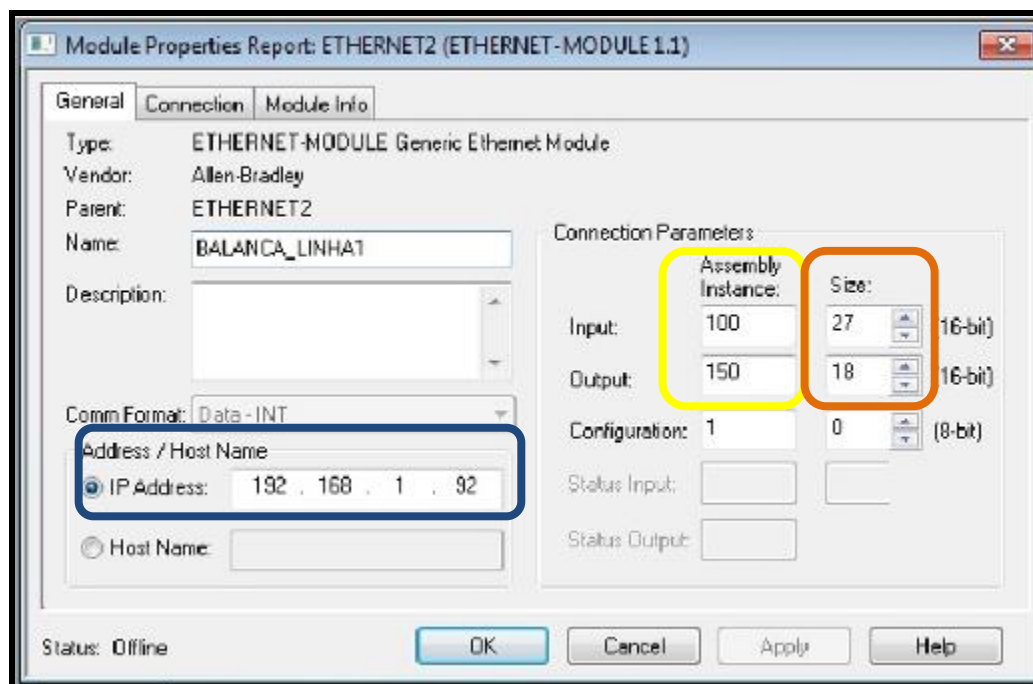 Module Properties Report: ETHERNET2 (ETHERNET-MODULE 1.1)
General Connection Module Info
Type: ETHERNET-MODULE Generic Ethernet Module
Vendor: Allen-Bradley
Parent: ETHERNET2
Name: BALANCA_LINHA1
Description:
Comm Format: Data - INT
Address / Host Name
IP Address: 192 . 168 . 1 . 92
Host Name:
Connection Parameters
Assembly
Instance: Size:
Input: 100 27 (16-bit)
Output: 150 18 (16-bit)
Configuration: 1 0 (8-bit)
Status Input:
Status Output:
Status: Offline OK Cancel Apply Help